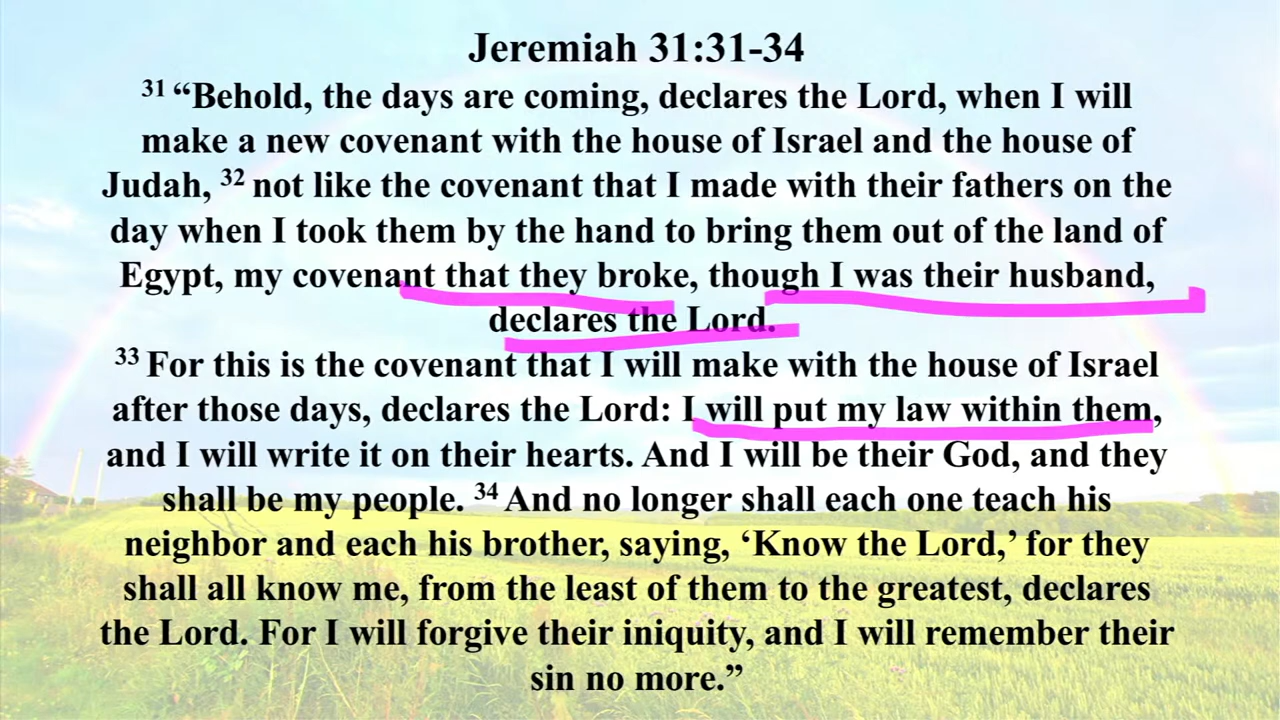 Jeremiah 31:31-34
31 “Behold, the days are coming, declares the Lord, when I will
make a new covenant with the house of Israel and the house of
Judah, 32 not like the covenant that I made with their fathers on the
day when I took them by the hand to bring them out of the land of
Egypt, my covenant that they broke, though I was their husband,
declares the Lord.
33 For this is the covenant that I will make with the house of Israel
after those days, declares the Lord: I will put my law within them,
and I will write it on their hearts. And I will be their God, and they
shall be my people. 34 And no longer shall each one teach his
neighbor and each his brother, saying, ‘Know the Lord,’ for they
shall all know me, from the least of them to the greatest, declares
the Lord. For I will forgive their iniquity, and I will remember their
sin no more.”